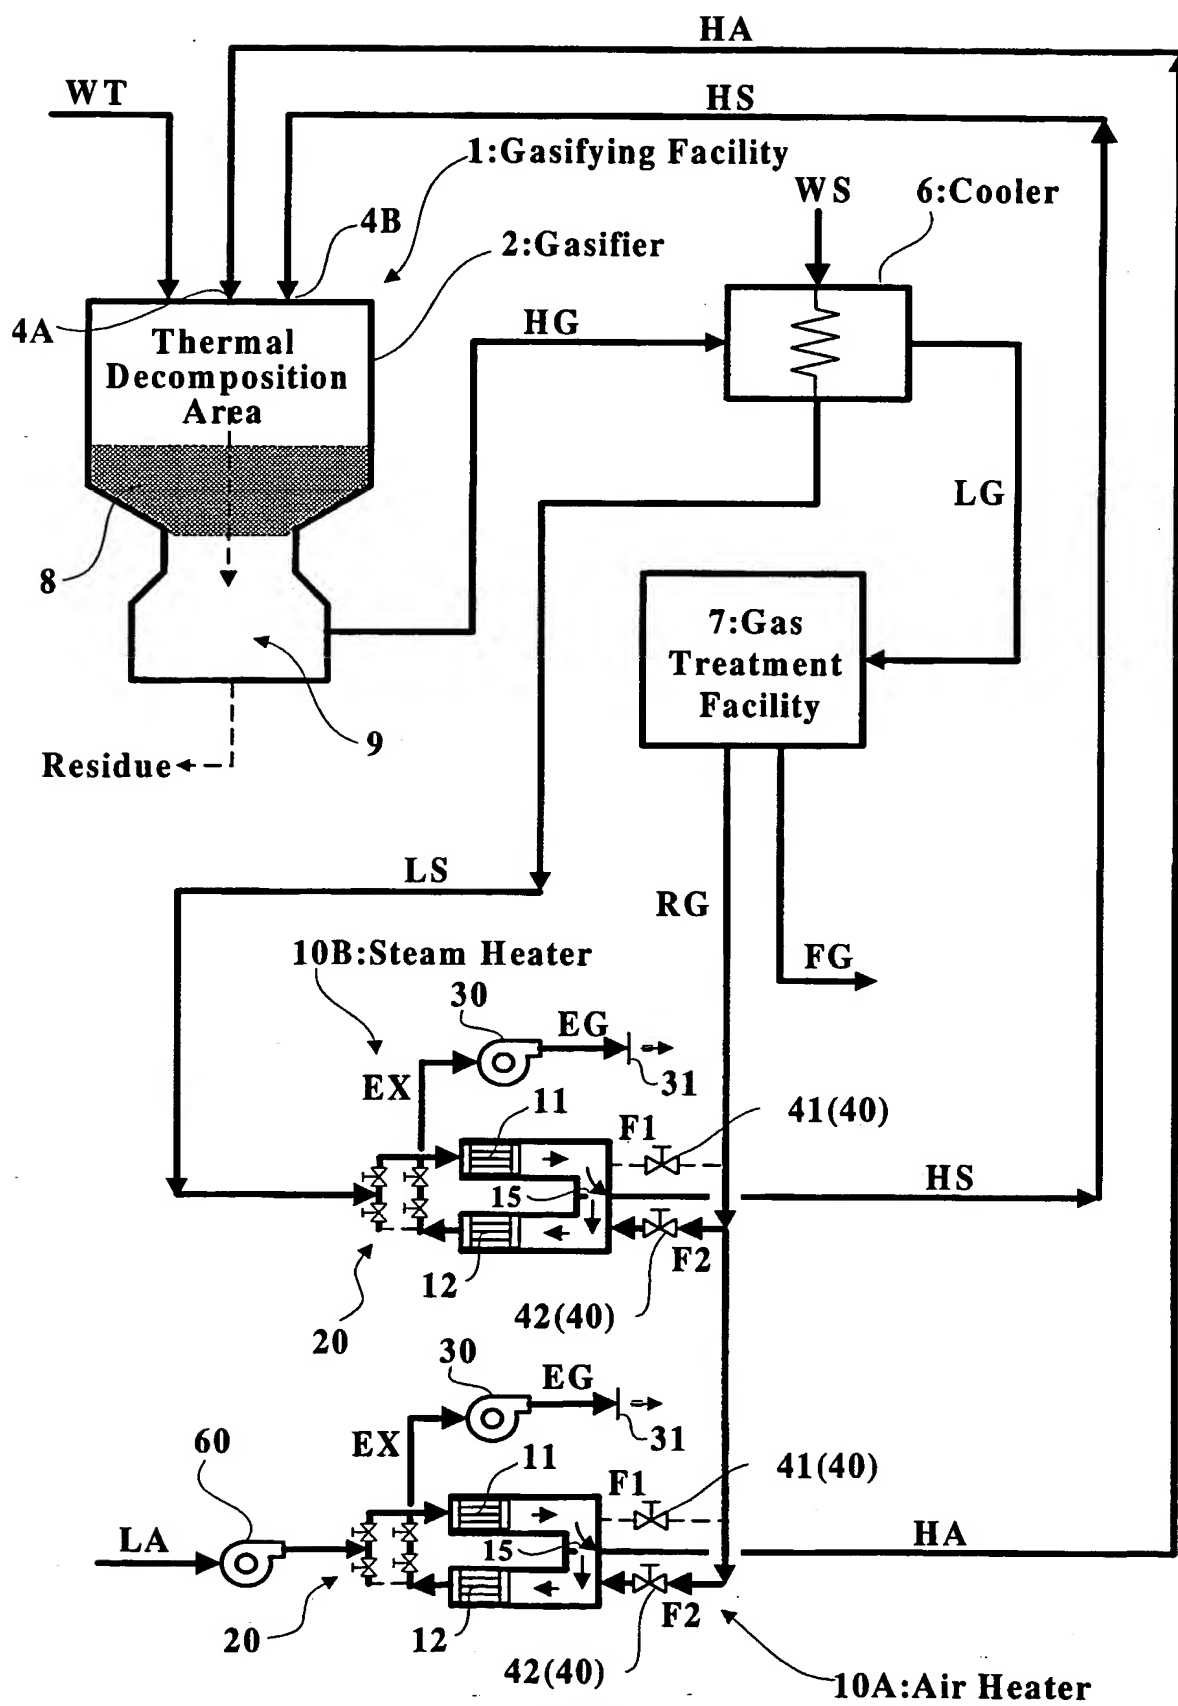 HA
WT
HS
1:Gasifying Facility
WS
6:Cooler
4B
2:Gasifier
4A
HG
Thermal
Decomposition
Area
LG
8
7:Gas
Treatment
Facility
9
Residue
LS
RG
10B:Steam Heater
FG
30
EG
31
EX
11
F1
41(40)
15
HS
12
F2
42(40)
20
30
EG
31
EX
60
11
F1
41(40)
LA
15
HA
12
F2
20
42(40)
10A:Air Heater